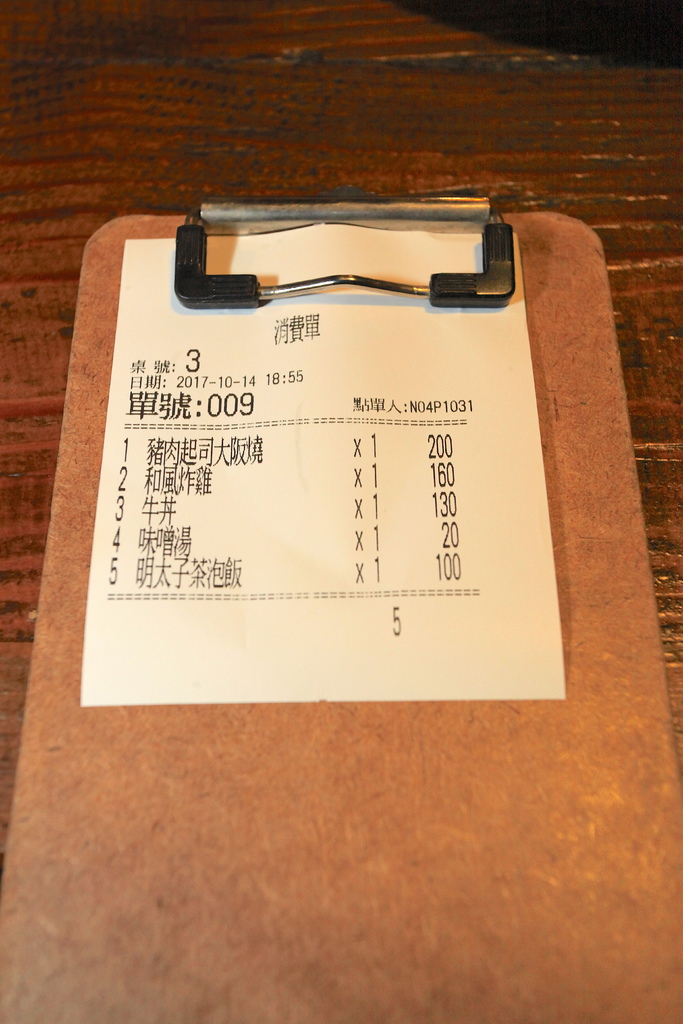 消費單
桌 號: 3
日期: 2017-10-14 18:55
單號:009 點單人:N04P1031
1 豬肉起司大阪燒 x 1 200
2 和風炸雞 x 1 160
3 牛丼 x 1 130
4 味噌湯 x 1 20
5 明太子茶泡飯 x 1 100
5